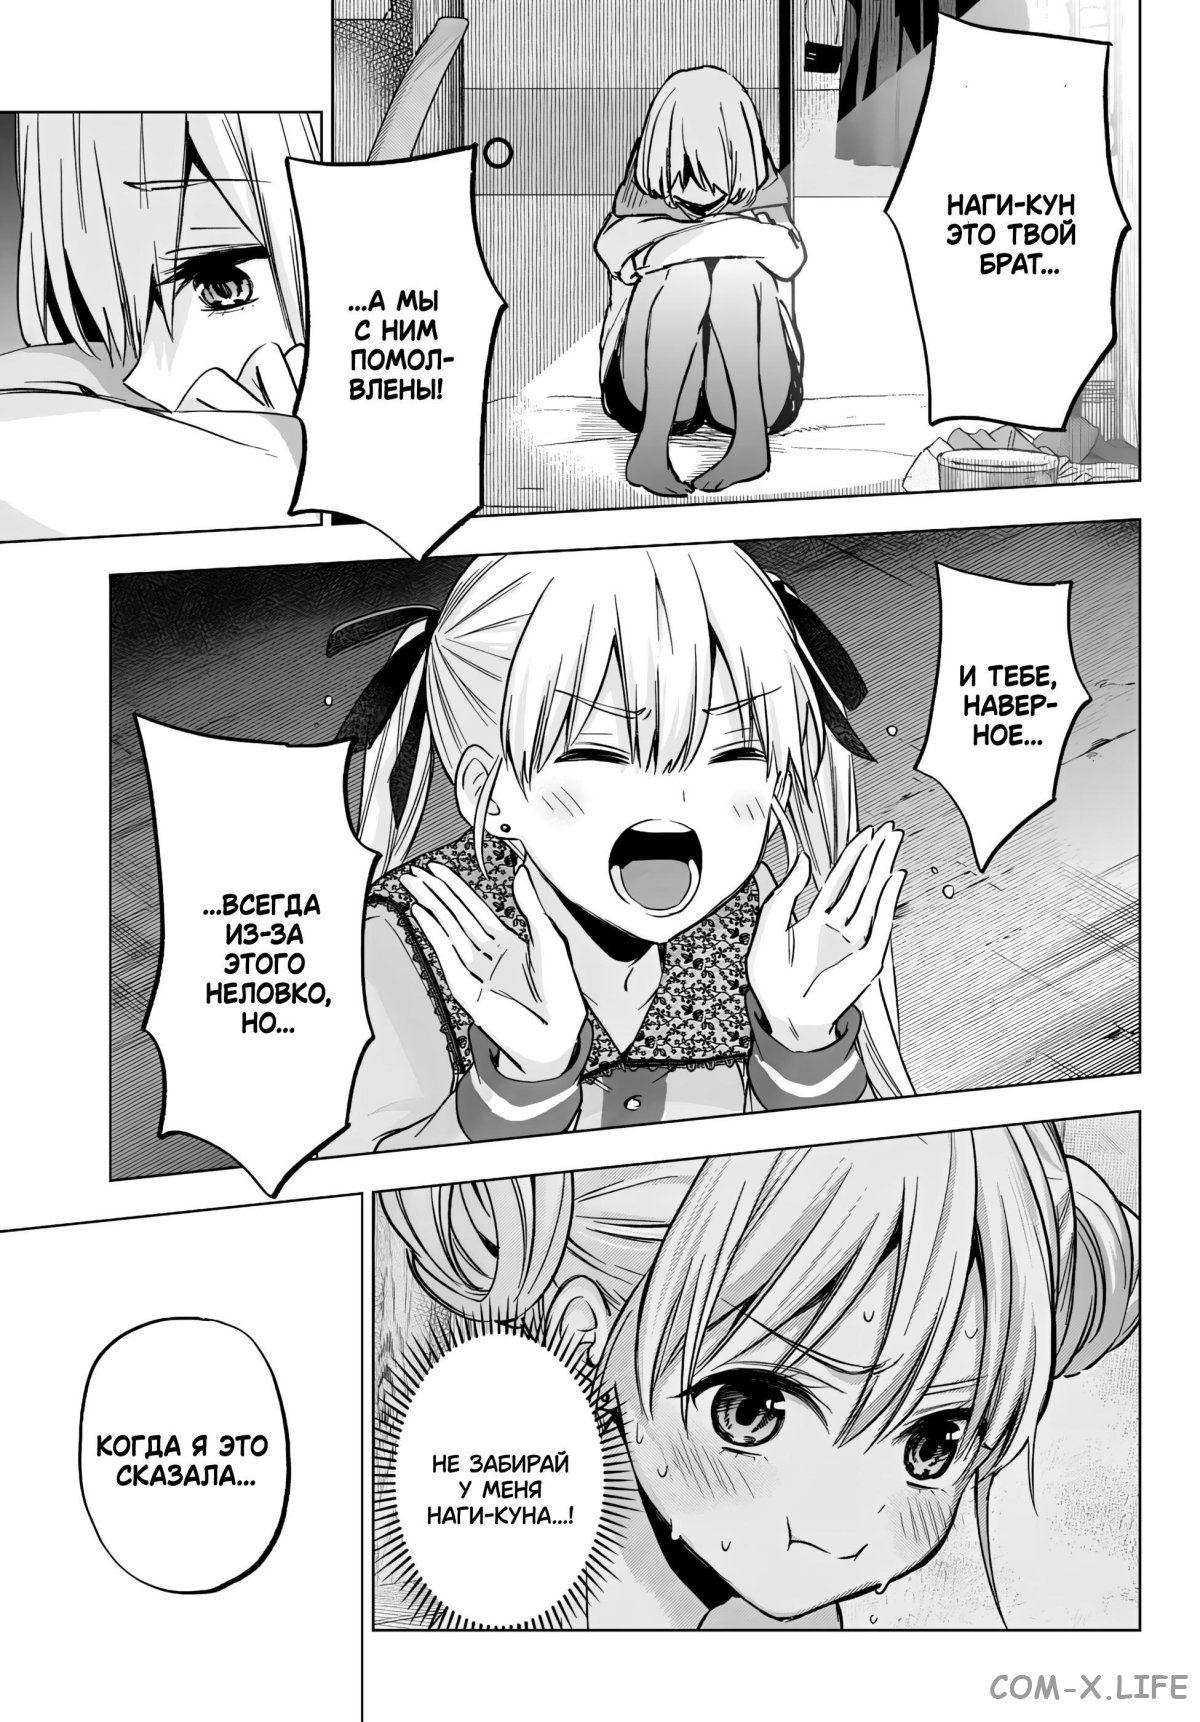 НАГИ-КУН
ЭТО ТВОЙ
БРАТ...
...А МЫ
С НИМ
ПОМОЛ-
ВЛЕНЫ!
И ТЕБЕ,
НАВЕР-
НОЕ...
...ВСЕГДА
ИЗ-ЗА
ЭТОГО
НЕЛОВКО,
НО...
НЕ ЗАБИРАЙ
У МЕНЯ
НАГИ-КУНА...!
КОГДА Я ЭТО
СКАЗАЛА...
COM-X.LIFE